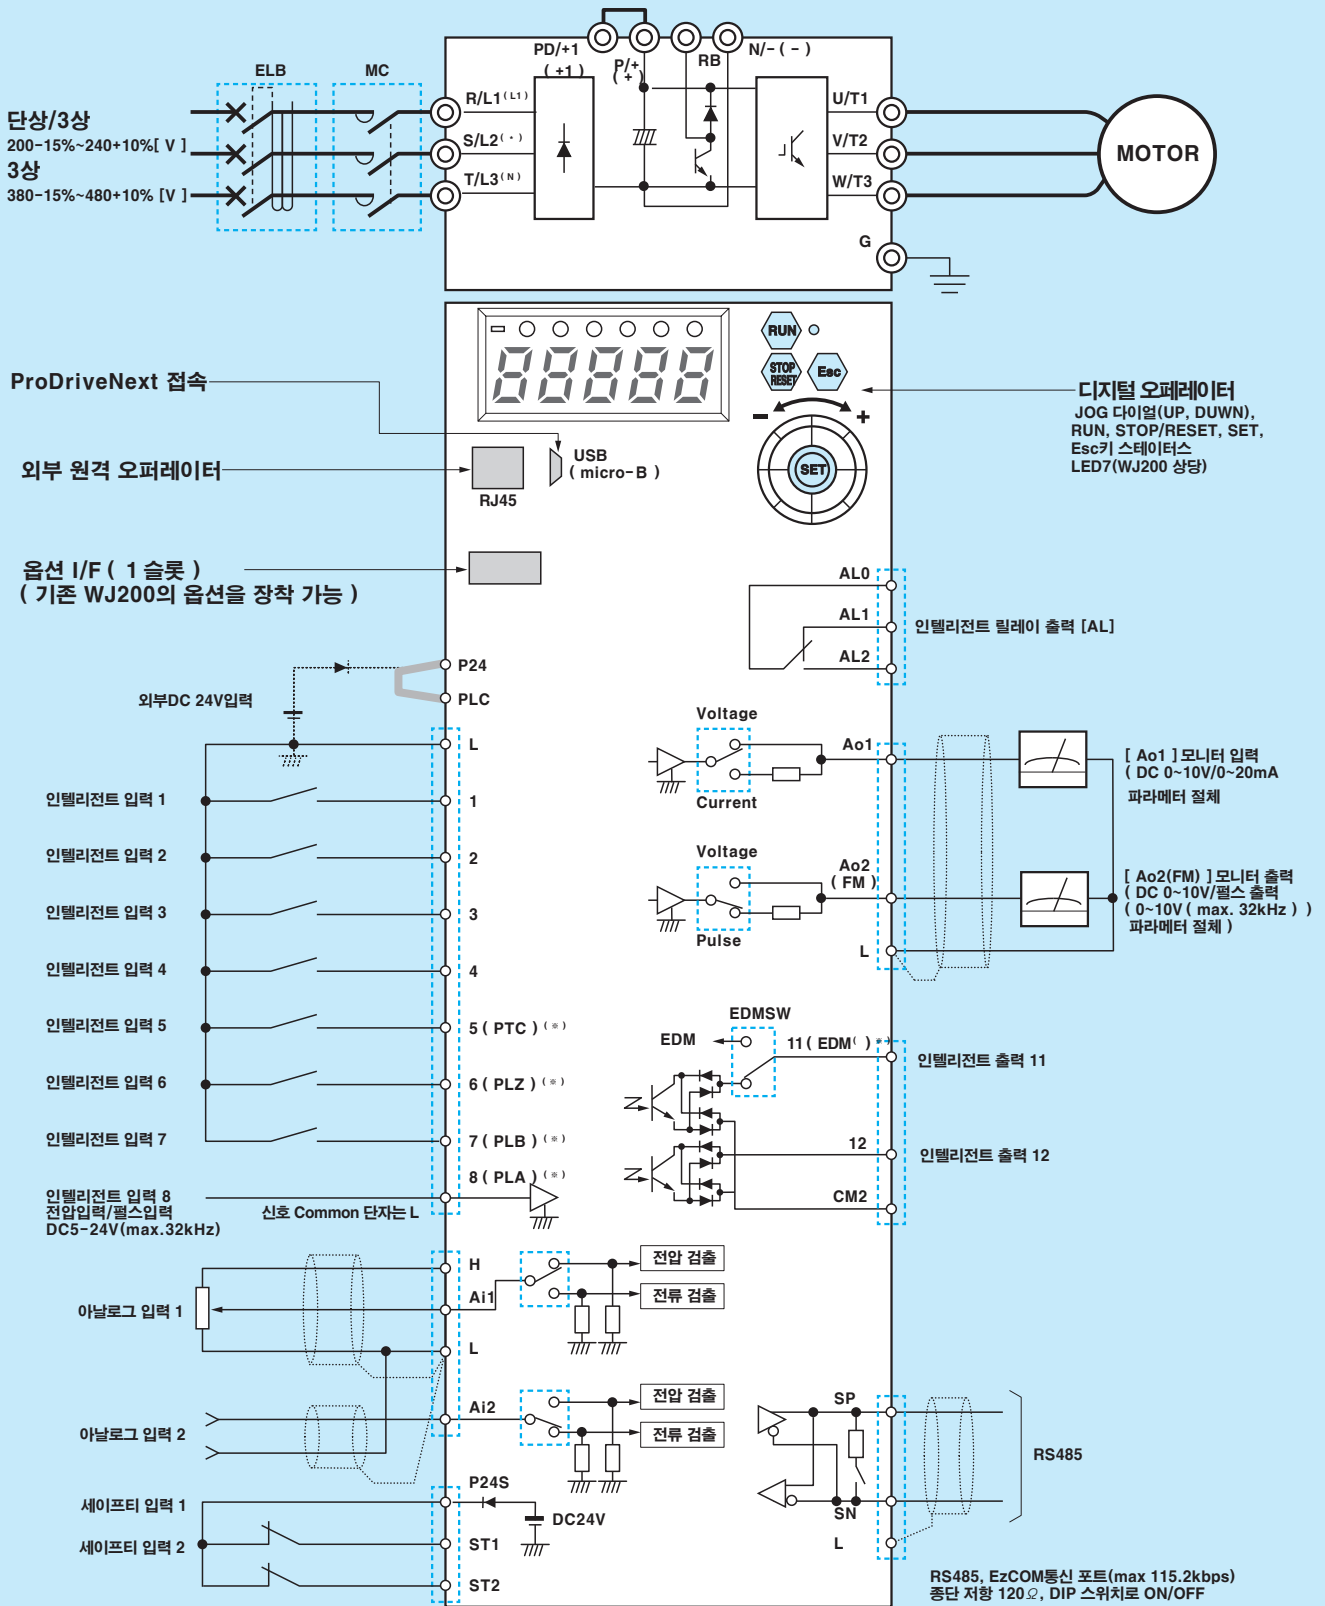 PD/+1
( +1 )
P/+
( + )
RB
N/- ( - )
ELB
MC
단상/3상
200-15%~240+10%[ V ]
3상
380-15%~480+10% [V ]
R/L1(L1)
S/L2( * )
T/L3(N)
U/T1
V/T2
W/T3
MOTOR
G
RUN
STOP
RESET
Esc
- +
SET
ProDriveNext 접속
USB
( micro-B )
외부 원격 오퍼레이터
RJ45
디지털 오페레이터
JOG 다이얼(UP, DUWN),
RUN, STOP/RESET, SET,
Esc키 스테이터스
LED7(WJ200 상당)
옵션 I/F ( 1 슬롯 )
( 기존 WJ200의 옵션을 장착 가능 )
AL0
AL1
AL2
인텔리전트 릴레이 출력 [AL]
P24
PLC
외부DC 24V입력
L
인텔리전트 입력 1
1
인텔리전트 입력 2
2
인텔리전트 입력 3
3
인텔리전트 입력 4
4
인텔리전트 입력 5
5 ( PTC ) (※)
인텔리전트 입력 6
6 ( PLZ ) (※)
인텔리전트 입력 7
7 ( PLB ) (※)
8 ( PLA ) (※)
인텔리전트 입력 8
전압입력/펄스입력
DC5-24V(max.32kHz)
신호 Common 단자는 L
Voltage
Current
Ao1
[ Ao1 ] 모니터 입력
( DC 0~10V/0~20mA
파라메터 절체
Voltage
Pulse
Ao2
( FM )
[ Ao2(FM) ] 모니터 출력
( DC 0~10V/펄스 출력
( 0~10V ( max. 32kHz ) )
파라메터 절체 )
L
EDMSW
EDM
11 ( EDM( ) ※)
인텔리전트 출력 11
12
인텔리전트 출력 12
CM2
H
Ai1
L
아날로그 입력 1
전압 검출
전류 검출
Ai2
아날로그 입력 2
전압 검출
전류 검출
P24S
세이프티 입력 1
DC24V
세이프티 입력 2
ST1
ST2
SP
SN
L
RS485
RS485, EzCOM통신 포트(max 115.2kbps)
종단 저항 120Ω, DIP 스위치로 ON/OFF